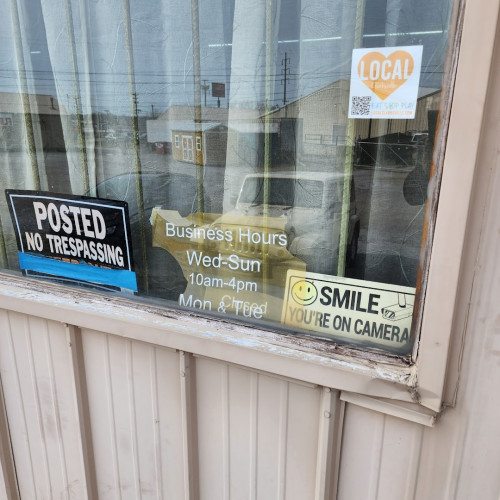 LOCAL
POSTED
NO TRESPASSING
Business Hours
Wed-Sun
10am-4pm
Closed
Mon & Tue
SMILE
YOU'RE ON CAMERA